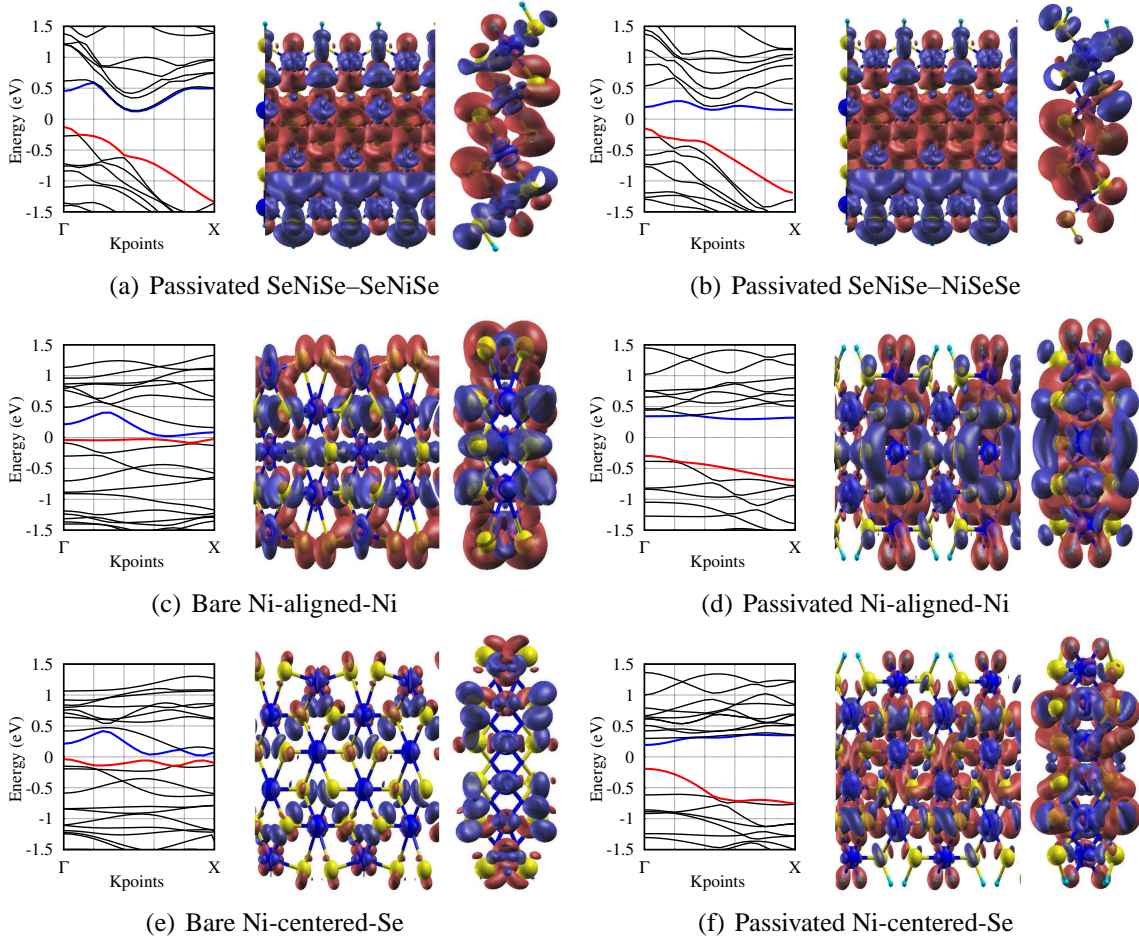 1.5
1
0.5
0
-0.5
-1
-1.5
Energy (eV)
Γ X
Kpoints
(a) Passivated SeNiSe–SeNiSe
1.5
1
0.5
0
-0.5
-1
-1.5
Energy (eV)
Γ X
Kpoints
(b) Passivated SeNiSe–NiSeSe
1.5
1
0.5
0
-0.5
-1
-1.5
Energy (eV)
Γ X
Kpoints
(c) Bare Ni-aligned-Ni
1.5
1
0.5
0
-0.5
-1
-1.5
Energy (eV)
Γ X
Kpoints
(d) Passivated Ni-aligned-Ni
1.5
1
0.5
0
-0.5
-1
-1.5
Energy (eV)
Γ X
Kpoints
(e) Bare Ni-centered-Se
1.5
1
0.5
0
-0.5
-1
-1.5
Energy (eV)
Γ X
Kpoints
(f) Passivated Ni-centered-Se